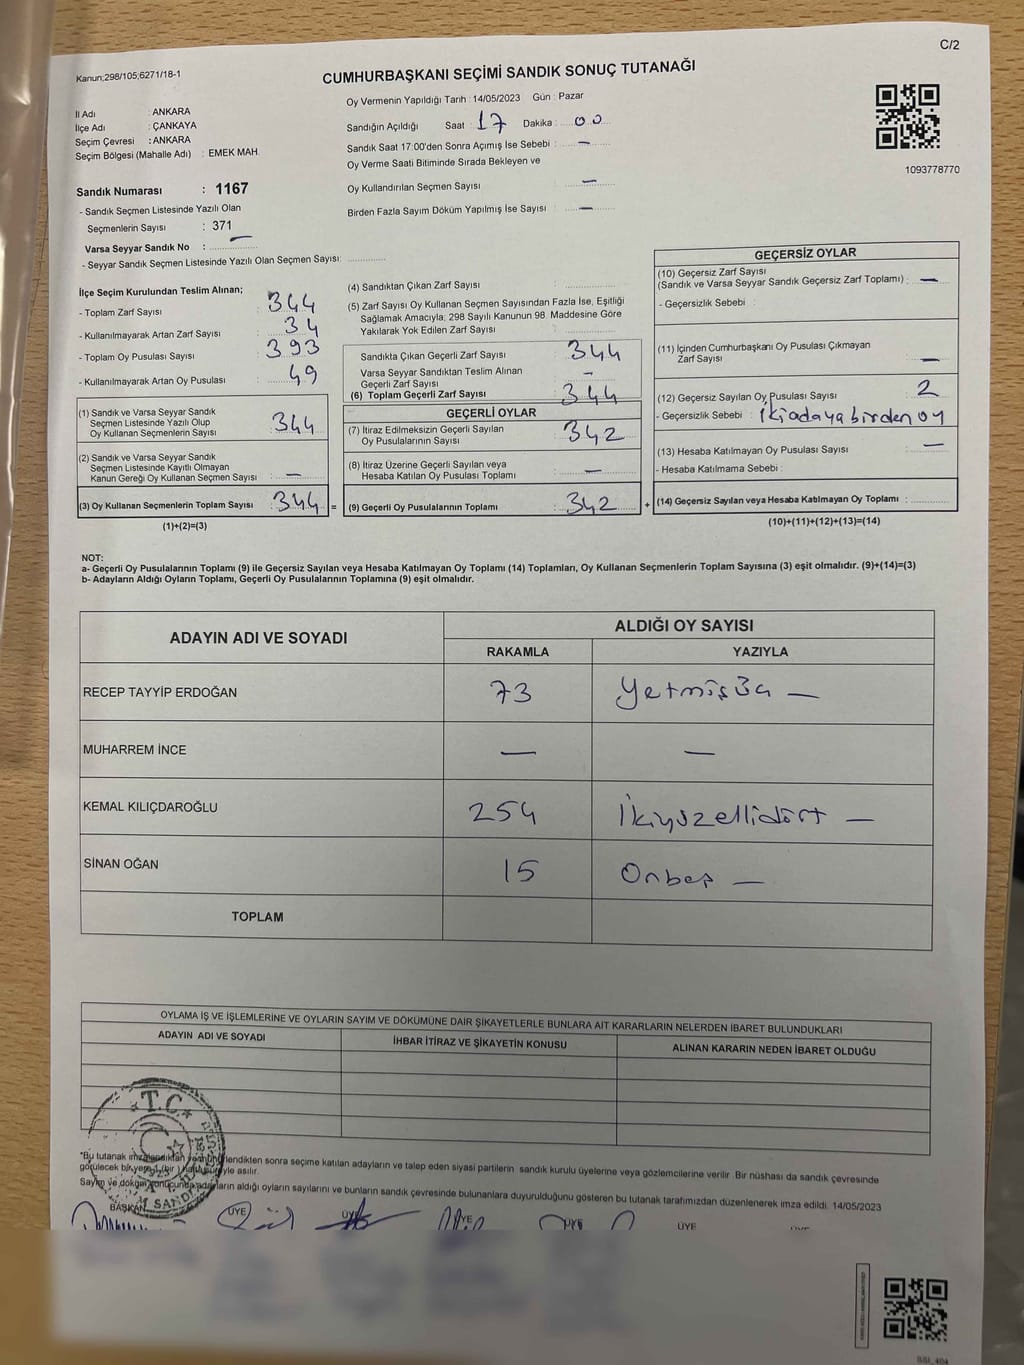 C/2
Kanun;298/105;6271/18-1
CUMHURBAŞKANI SEÇİMİ SANDIK SONUÇ TUTANAĞI
İl Adı : ANKARA
İlçe Adı : ÇANKAYA
Seçim Çevresi : ANKARA
Seçim Bölgesi (Mahalle Adı) : EMEK MAH.
Sandık Numarası : 1167
- Sandık Seçmen Listesinde Yazılı Olan
Seçmenlerin Sayısı : 371
Varsa Seyyar Sandık No : —
- Seyyar Sandık Seçmen Listesinde Yazılı Olan Seçmen Sayısı:
Oy Vermenin Yapıldığı Tarih : 14/05/2023 Gün : Pazar
Sandığın Açıldığı Saat : 17 Dakika : 00
Sandık Saat 17:00'den Sonra Açımış İse Sebebi : —
Oy Verme Saati Bitiminde Sırada Bekleyen ve
Oy Kullandırılan Seçmen Sayısı : —
Birden Fazla Sayım Döküm Yapılmış İse Sayısı : —
1093778770
İlçe Seçim Kurulundan Teslim Alınan;
- Toplam Zarf Sayısı : 344
- Kullanılmayarak Artan Zarf Sayısı : 34
- Toplam Oy Pusulası Sayısı : 393
- Kullanılmayarak Artan Oy Pusulası : 49
(1) Sandık ve Varsa Seyyar Sandık
Seçmen Listesinde Yazılı Olup
Oy Kullanan Seçmenlerin Sayısı : 344
(2) Sandık ve Varsa Seyyar Sandık
Seçmen Listesinde Kayıtlı Olmayan
Kanun Gereği Oy Kullanan Seçmen Sayısı : —
(3) Oy Kullanan Seçmenlerin Toplam Sayısı : 344 =
(1)+(2)=(3)
(4) Sandıktan Çıkan Zarf Sayısı :
(5) Zarf Sayısı Oy Kullanan Seçmen Sayısından Fazla İse, Eşitliği
Sağlamak Amacıyla; 298 Sayılı Kanunun 98. Maddesine Göre
Yakılarak Yok Edilen Zarf Sayısı :
Sandıkta Çıkan Geçerli Zarf Sayısı : 344
Varsa Seyyar Sandıktan Teslim Alınan
Geçerli Zarf Sayısı : —
(6) Toplam Geçerli Zarf Sayısı : 344
GEÇERLİ OYLAR
(7) İtiraz Edilmeksizin Geçerli Sayılan
Oy Pusulalarının Sayısı : 342
(8) İtiraz Üzerine Geçerli Sayılan veya
Hesaba Katılan Oy Pusulası Toplamı : —
(9) Geçerli Oy Pusulalarının Toplamı : 342 +
GEÇERSİZ OYLAR
(10) Geçersiz Zarf Sayısı
(Sandık ve Varsa Seyyar Sandık Geçersiz Zarf Toplamı) : —
- Geçersizlik Sebebi :
(11) İçinden Cumhurbaşkanı Oy Pusulası Çıkmayan
Zarf Sayısı : —
(12) Geçersiz Sayılan Oy Pusulası Sayısı : 2
- Geçersizlik Sebebi : İki adaya birden oy
(13) Hesaba Katılmayan Oy Pusulası Sayısı : —
- Hesaba Katılmama Sebebi :
(14) Geçersiz Sayılan veya Hesaba Katılmayan Oy Toplamı :
(10)+(11)+(12)+(13)=(14)
NOT:
a- Geçerli Oy Pusulalarının Toplamı (9) ile Geçersiz Sayılan veya Hesaba Katılmayan Oy Toplamı (14) Toplamları, Oy Kullanan Seçmenlerin Toplam Sayısına (3) eşit olmalıdır. (9)+(14)=(3)
b- Adayların Aldığı Oyların Toplamı, Geçerli Oy Pusulalarının Toplamına (9) eşit olmalıdır.
ADAYIN ADI VE SOYADI ALDIĞI OY SAYISI
RAKAMLA YAZIYLA
RECEP TAYYİP ERDOĞAN 73 Yetmişüç —
MUHARREM İNCE — —
KEMAL KILIÇDAROĞLU 254 İkiyüzellidört —
SİNAN OĞAN 15 Onbeş —
TOPLAM
OYLAMA İŞ VE İŞLEMLERİNE VE OYLARIN SAYIM VE DÖKÜMÜNE DAİR ŞİKAYETLERLE BUNLARA AİT KARARLARIN NELERDEN İBARET BULUNDUKLARI
ADAYIN ADI VE SOYADI İHBAR İTİRAZ VE ŞİKAYETİN KONUSU ALINAN KARARIN NEDEN İBARET OLDUĞU
T.C.
*Bu tutanak sonra seçime katılan adayların ve talep eden siyasi partilerin sandık kurulu üyelerine veya gözlemcilerine verilir. Bir nüshası da sandık çevresinde
görülecek bir yere asılır.
Sayım ve döküm aldığı oyların sayılarını ve bunların sandık çevresinde bulunanlara duyurulduğunu gösteren bu tutanak tarafımızdan düzenlenerek imza edildi. 14/05/2023
BAŞKAN ÜYE ÜYE ÜYE ÜYE ÜYE